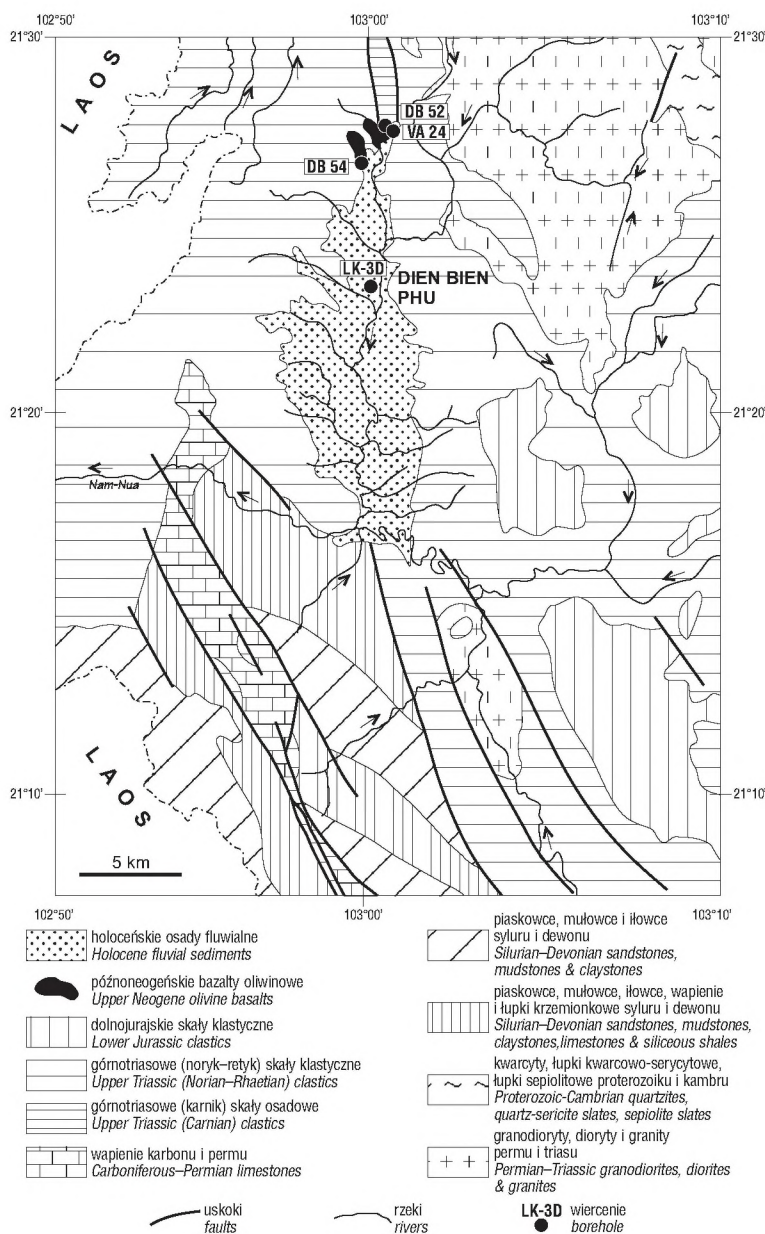 102°50'
103°00'
103°10'
21°30'
21°30'
LAOS
DB 52
VA 24
DB 54
LK-3D
DIEN BIEN
PHU
21°20'
21°20'
Nam-Nua
21°10'
21°10'
LAOS
5 km
102°50'
103°00'
103°10'
holoceńskie osady fluwialne
Holocene fluvial sediments
późnoneogeńskie bazalty oliwinowe
Upper Neogene olivine basalts
dolnojurajskie skały klastyczne
Lower Jurassic clastics
górnotriasowe (noryk–retyk) skały klastyczne
Upper Triassic (Norian–Rhaetian) clastics
górnotriasowe (karnik) skały osadowe
Upper Triassic (Carnian) clastics
wapienie karbonu i permu
Carboniferous–Permian limestones
piaskowce, mułowce i iłowce
syluru i dewonu
Silurian–Devonian sandstones,
mudstones & claystones
piaskowce, mułowce, iłowce, wapienie
i łupki krzemionkowe syluru i dewonu
Silurian–Devonian sandstones, mudstones,
claystones,limestones & siliceous shales
kwarcyty, łupki kwarcowo-serycytowe,
łupki sepiolitowe proterozoiku i kambru
Proterozoic-Cambrian quartzites,
quartz-sericite slates, sepiolite slates
granodioryty, dioryty i granity
permu i triasu
Permian–Triassic granodiorites, diorites
& granites
uskoki
faults
rzeki
rivers
LK-3D
wiercenie
borehole